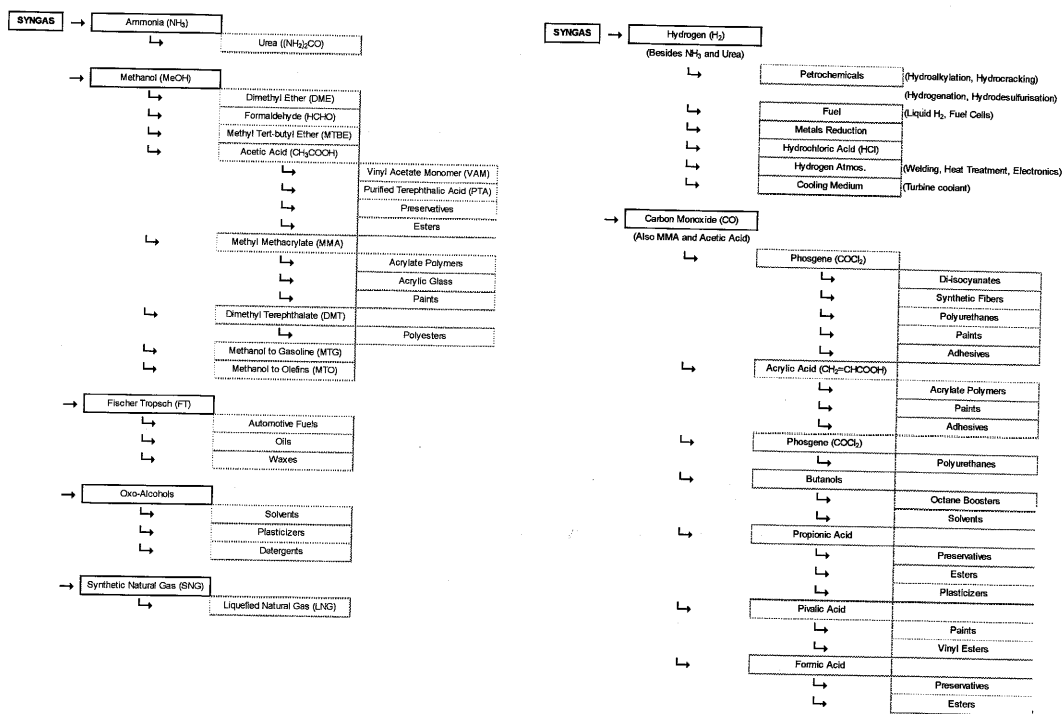 SYNGAS
Ammonia (NH3)
Urea ((NH2)2CO)
Methanol (MeOH)
Dimethyl Ether (DME)
Formaldehyde (HCHO)
Methyl Tert-butyl Ether (MTBE)
Acetic Acid (CH3COOH)
Vinyl Acetate Monomer (VAM)
Purified Terephthalic Acid (PTA)
Preservatives
Esters
Methyl Methacrylate (MMA)
Acrylate Polymers
Acrylic Glass
Paints
Dimethyl Terephthalate (DMT)
Polyesters
Methanol to Gasoline (MTG)
Methanol to Olefins (MTO)
Fischer Tropsch (FT)
Automotive Fuels
Oils
Waxes
Oxo-Alcohols
Solvents
Plasticizers
Detergents
Synthetic Natural Gas (SNG)
Liquefied Natural Gas (LNG)
SYNGAS
Hydrogen (H2)
(Besides NH3 and Urea)
Petrochemicals (Hydroalkylation, Hydrocracking)
(Hydrogenation, Hydrodesulfurisation)
Fuel (Liquid H2, Fuel Cells)
Metals Reduction
Hydrochloric Acid (HCl)
Hydrogen Atmos. (Welding, Heat Treatment, Electronics)
Cooling Medium (Turbine coolant)
Carbon Monoxide (CO)
(Also MMA and Acetic Acid)
Phosgene (COCl2)
Di-isocyanates
Synthetic Fibers
Polyurethanes
Paints
Adhesives
Acrylic Acid (CH2=CHCOOH)
Acrylate Polymers
Paints
Adhesives
Phosgene (COCl2)
Polyurethanes
Butanols
Octane Boosters
Solvents
Propionic Acid
Preservatives
Esters
Plasticizers
Pivalic Acid
Paints
Vinyl Esters
Formic Acid
Preservatives
Esters